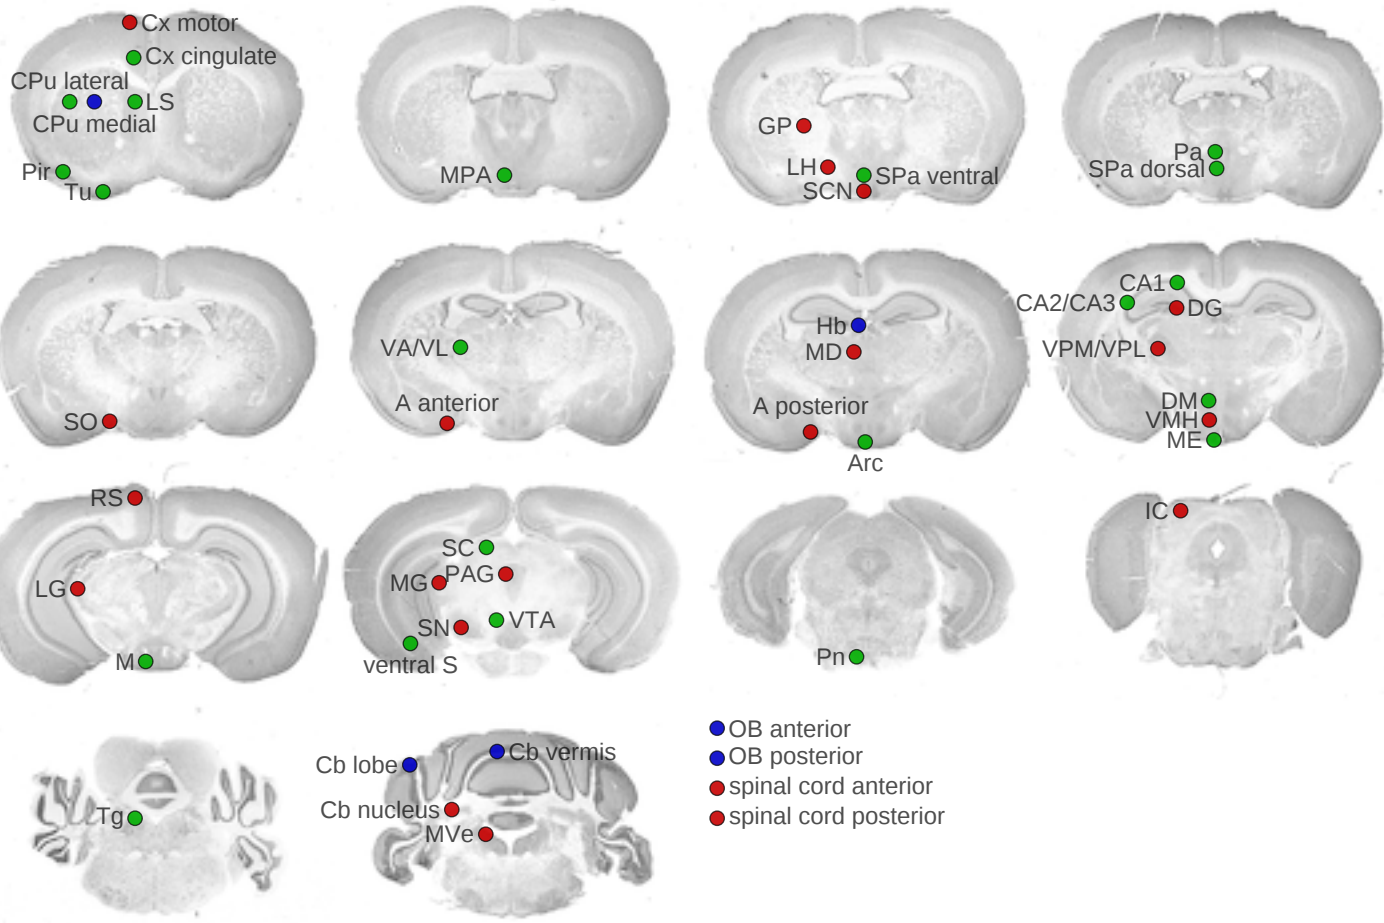 Cx motor
Cx cingulate
CPu lateral
LS
CPu medial
Pir
Tu
MPA
GP
LH
SPa ventral
SCN
Pa
SPa dorsal
SO
VA/VL
A anterior
Hb
MD
A posterior
Arc
CA1
CA2/CA3
DG
VPM/VPL
DM
VMH
ME
RS
LG
M
SC
MG
PAG
SN
VTA
ventral S
Pn
IC
Tg
Cb lobe
Cb vermis
Cb nucleus
MVe
OB anterior
OB posterior
spinal cord anterior
spinal cord posterior